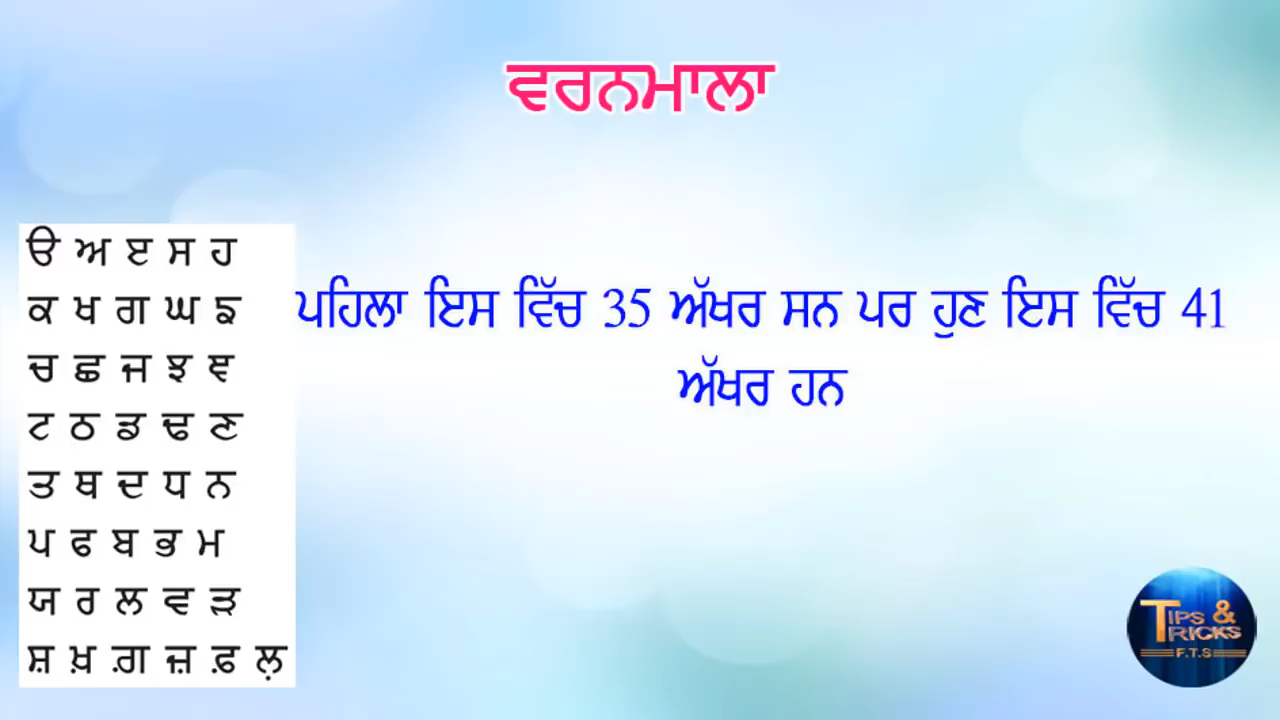 ਵਰਨਮਾਲਾ
ੳ ਅ ੲ ਸ ਹ
ਕ ਖ ਗ ਘ ਙ
ਚ ਛ ਜ ਝ ਞ
ਟ ਠ ਡ ਢ ਣ
ਤ ਥ ਦ ਧ ਨ
ਪ ਫ ਬ ਭ ਮ
ਯ ਰ ਲ ਵ ੜ
ਸ਼ ਖ਼ ਗ਼ ਜ਼ ਫ਼ ਲ਼
ਪਹਿਲਾ ਇਸ ਵਿੱਚ 35 ਅੱਖਰ ਸਨ ਪਰ ਹੁਣ ਇਸ ਵਿੱਚ 41
ਅੱਖਰ ਹਨ
TIPS &
TRICKS
F.T.S